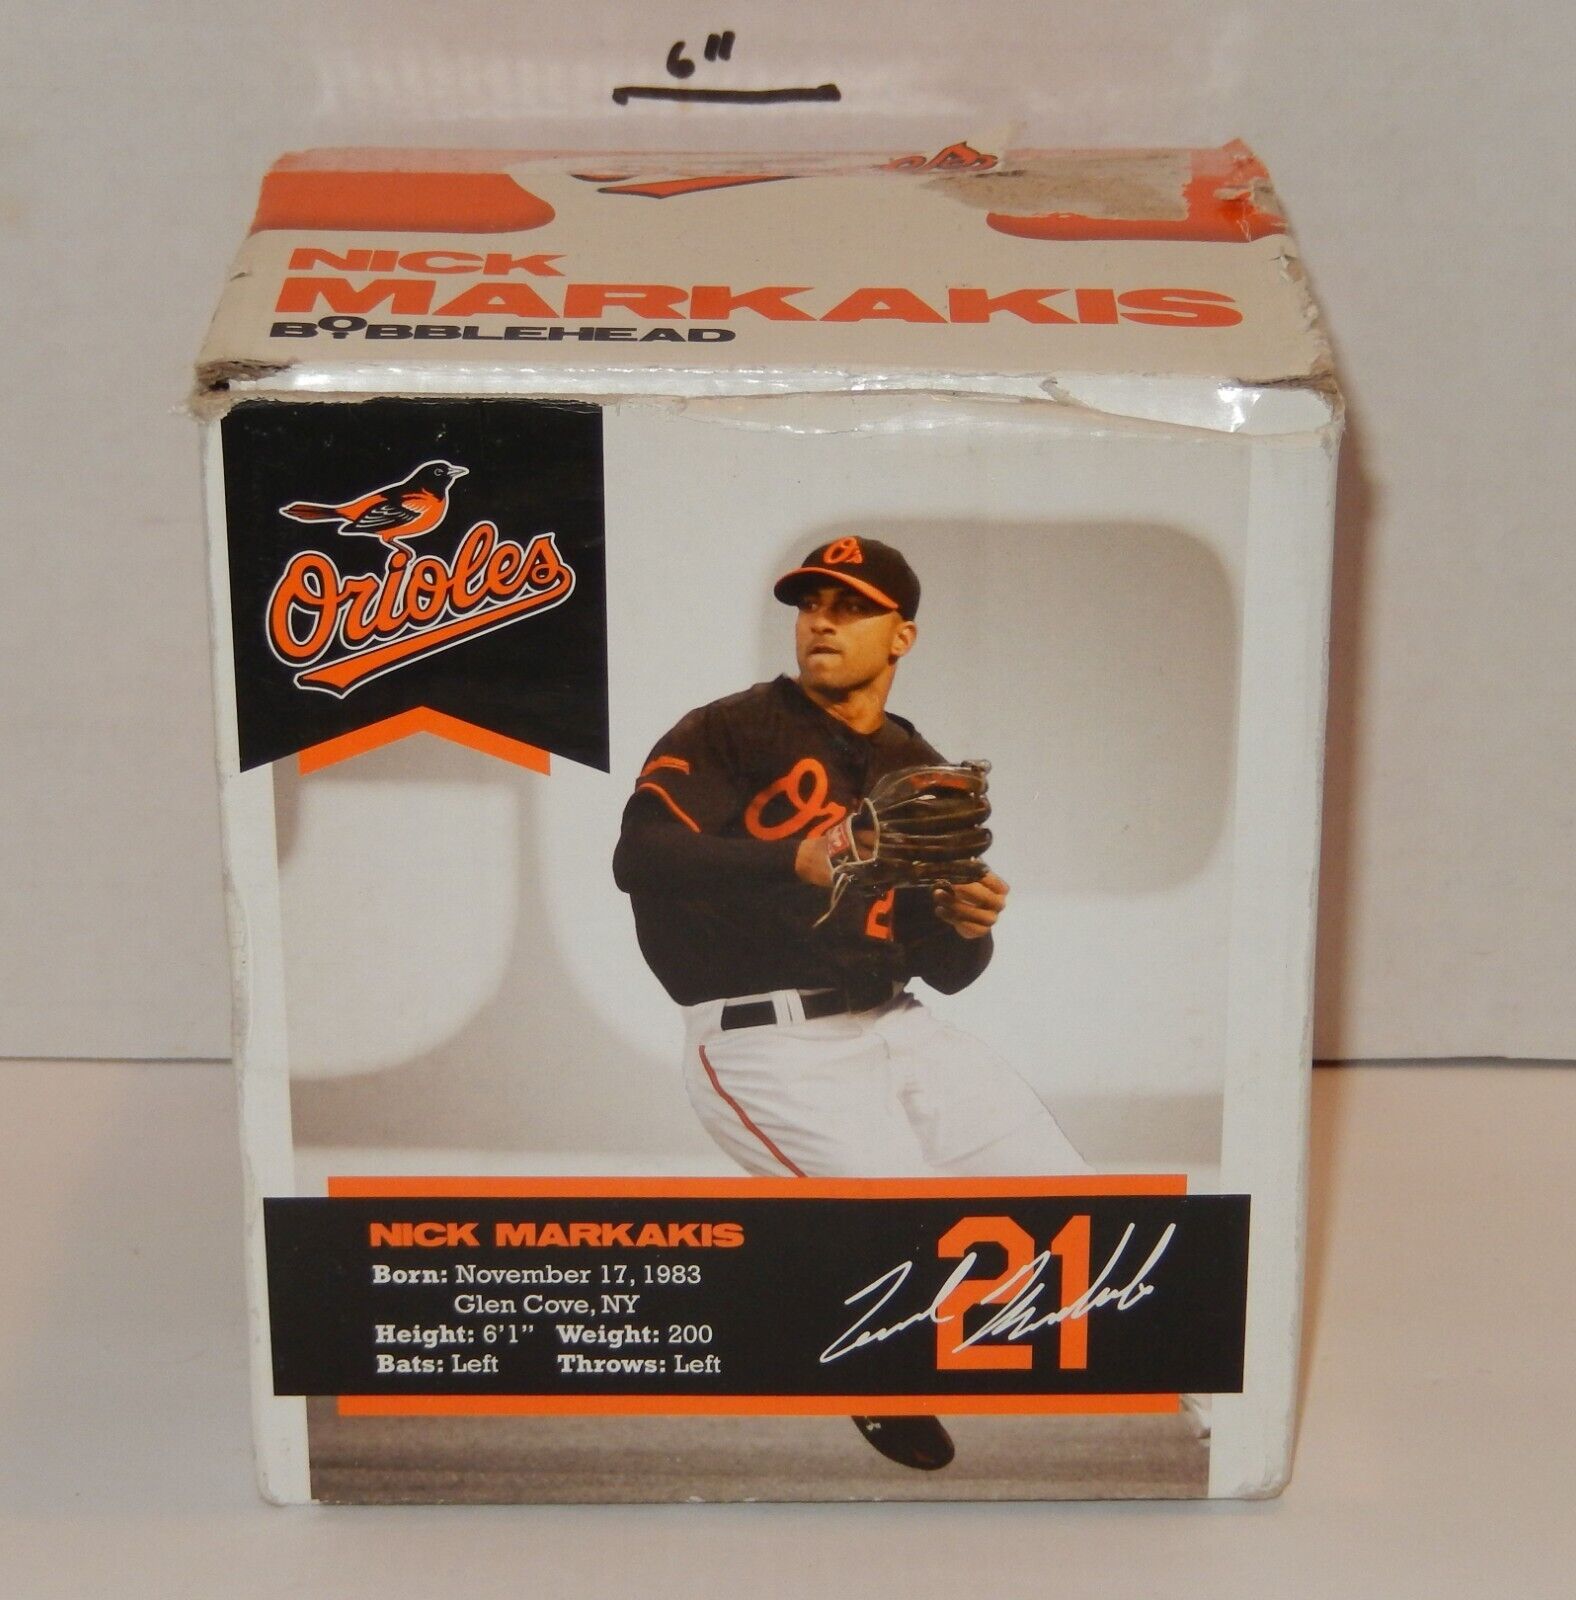 6"
NICK
MARKAKIS
BOBBLEHEAD
Orioles
O's
NICK MARKAKIS
Born: November 17, 1983
Glen Cove, NY
Height: 6'1" Weight: 200
Bats: Left Throws: Left
21